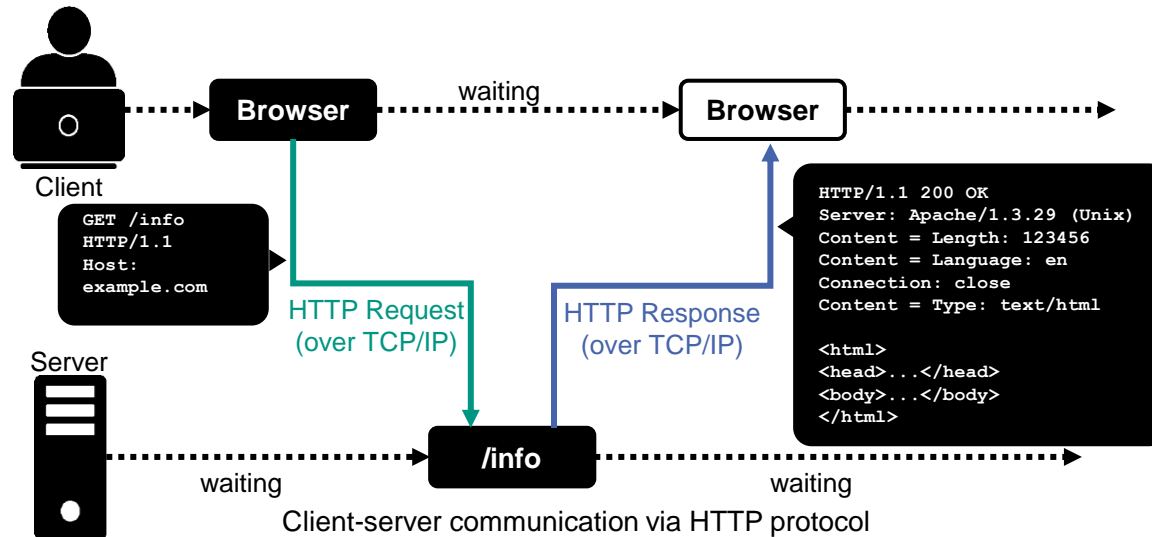 Browser
waiting
Browser
Client
GET /info
HTTP/1.1
Host:
example.com
HTTP Request
(over TCP/IP)
HTTP Response
(over TCP/IP)
HTTP/1.1 200 OK
Server: Apache/1.3.29 (Unix)
Content = Length: 123456
Content = Language: en
Connection: close
Content = Type: text/html
<html>
<head>...</head>
<body>...</body>
</html>
Server
/info
waiting
waiting
Client-server communication via HTTP protocol